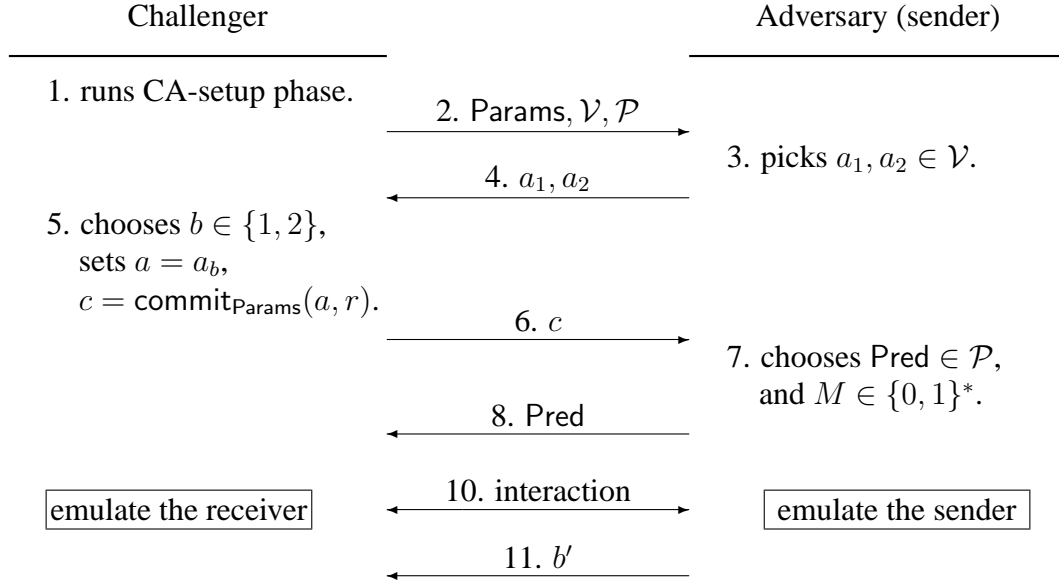 Challenger Adversary (sender)
1. runs CA-setup phase.
2. Params, 𝒱, 𝒫
3. picks a₁, a₂ ∈ 𝒱.
4. a₁, a₂
5. chooses b ∈ {1, 2},
sets a = a_b,
c = commit_Params(a, r).
6. c
7. chooses Pred ∈ 𝒫,
and M ∈ {0, 1}*.
8. Pred
emulate the receiver 10. interaction emulate the sender
11. b′